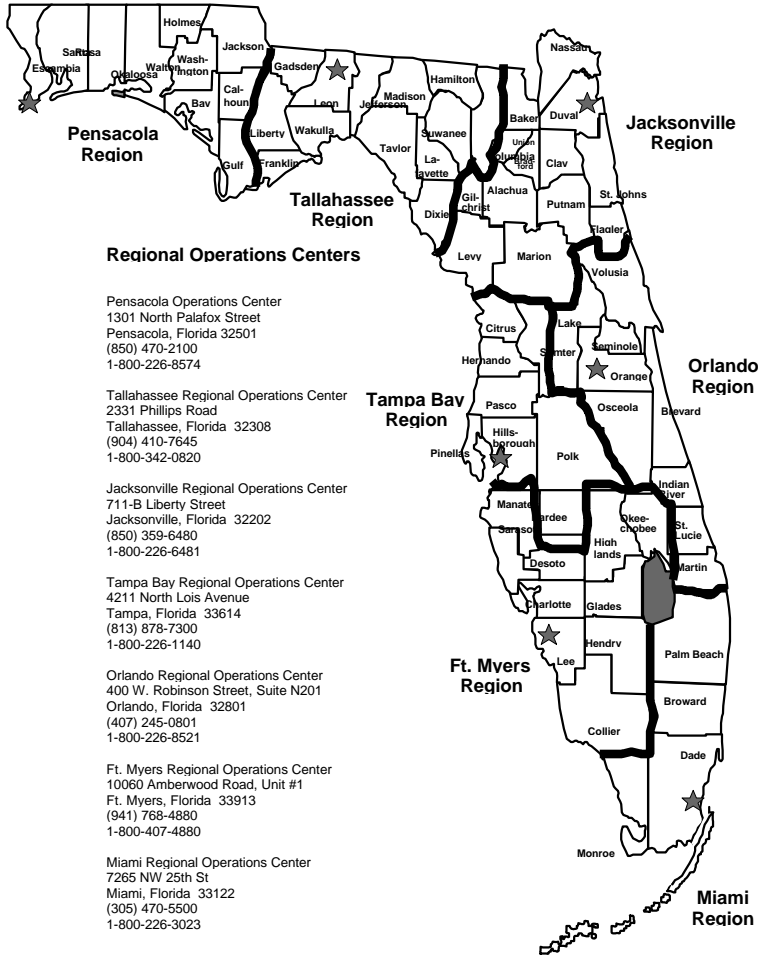 Holmes
Jackson
Nassau
Santa Rosa
Escambia
Okaloosa
Walton
Wash-
ington
Gadsden
Hamilton
Cal-
houn
Bay
Leon
Jefferson
Madison
Baker
Duval
Pensacola
Region
Jacksonville
Region
Liberty
Wakulla
Suwanee
Columbia
Union
Brad-
ford
Clay
Taylor
La-
fayette
Gulf
Franklin
Tallahassee
Region
Dixie
Gil-
christ
Alachua
Putnam
St. Johns
Flagler
Levy
Marion
Volusia
Regional Operations Centers
Pensacola Operations Center
1301 North Palafox Street
Pensacola, Florida 32501
(850) 470-2100
1-800-226-8574
Tallahassee Regional Operations Center
2331 Phillips Road
Tallahassee, Florida 32308
(904) 410-7645
1-800-342-0820
Jacksonville Regional Operations Center
711-B Liberty Street
Jacksonville, Florida 32202
(850) 359-6480
1-800-226-6481
Tampa Bay Regional Operations Center
4211 North Lois Avenue
Tampa, Florida 33614
(813) 878-7300
1-800-226-1140
Orlando Regional Operations Center
400 W. Robinson Street, Suite N201
Orlando, Florida 32801
(407) 245-0801
1-800-226-8521
Ft. Myers Regional Operations Center
10060 Amberwood Road, Unit #1
Ft. Myers, Florida 33913
(941) 768-4880
1-800-407-4880
Miami Regional Operations Center
7265 NW 25th St
Miami, Florida 33122
(305) 470-5500
1-800-226-3023
Citrus
Lake
Hernando
Sumter
Seminole
Orange
Orlando
Region
Tampa Bay
Region
Pasco
Osceola
Brevard
Hills-
borough
Pinellas
Polk
Indian
River
Manatee
Hardee
Okee-
chobee
St.
Lucie
Sarasota
High
lands
Desoto
Martin
Charlotte
Glades
Hendry
Lee
Palm Beach
Ft. Myers
Region
Broward
Collier
Dade
Monroe
Miami
Region